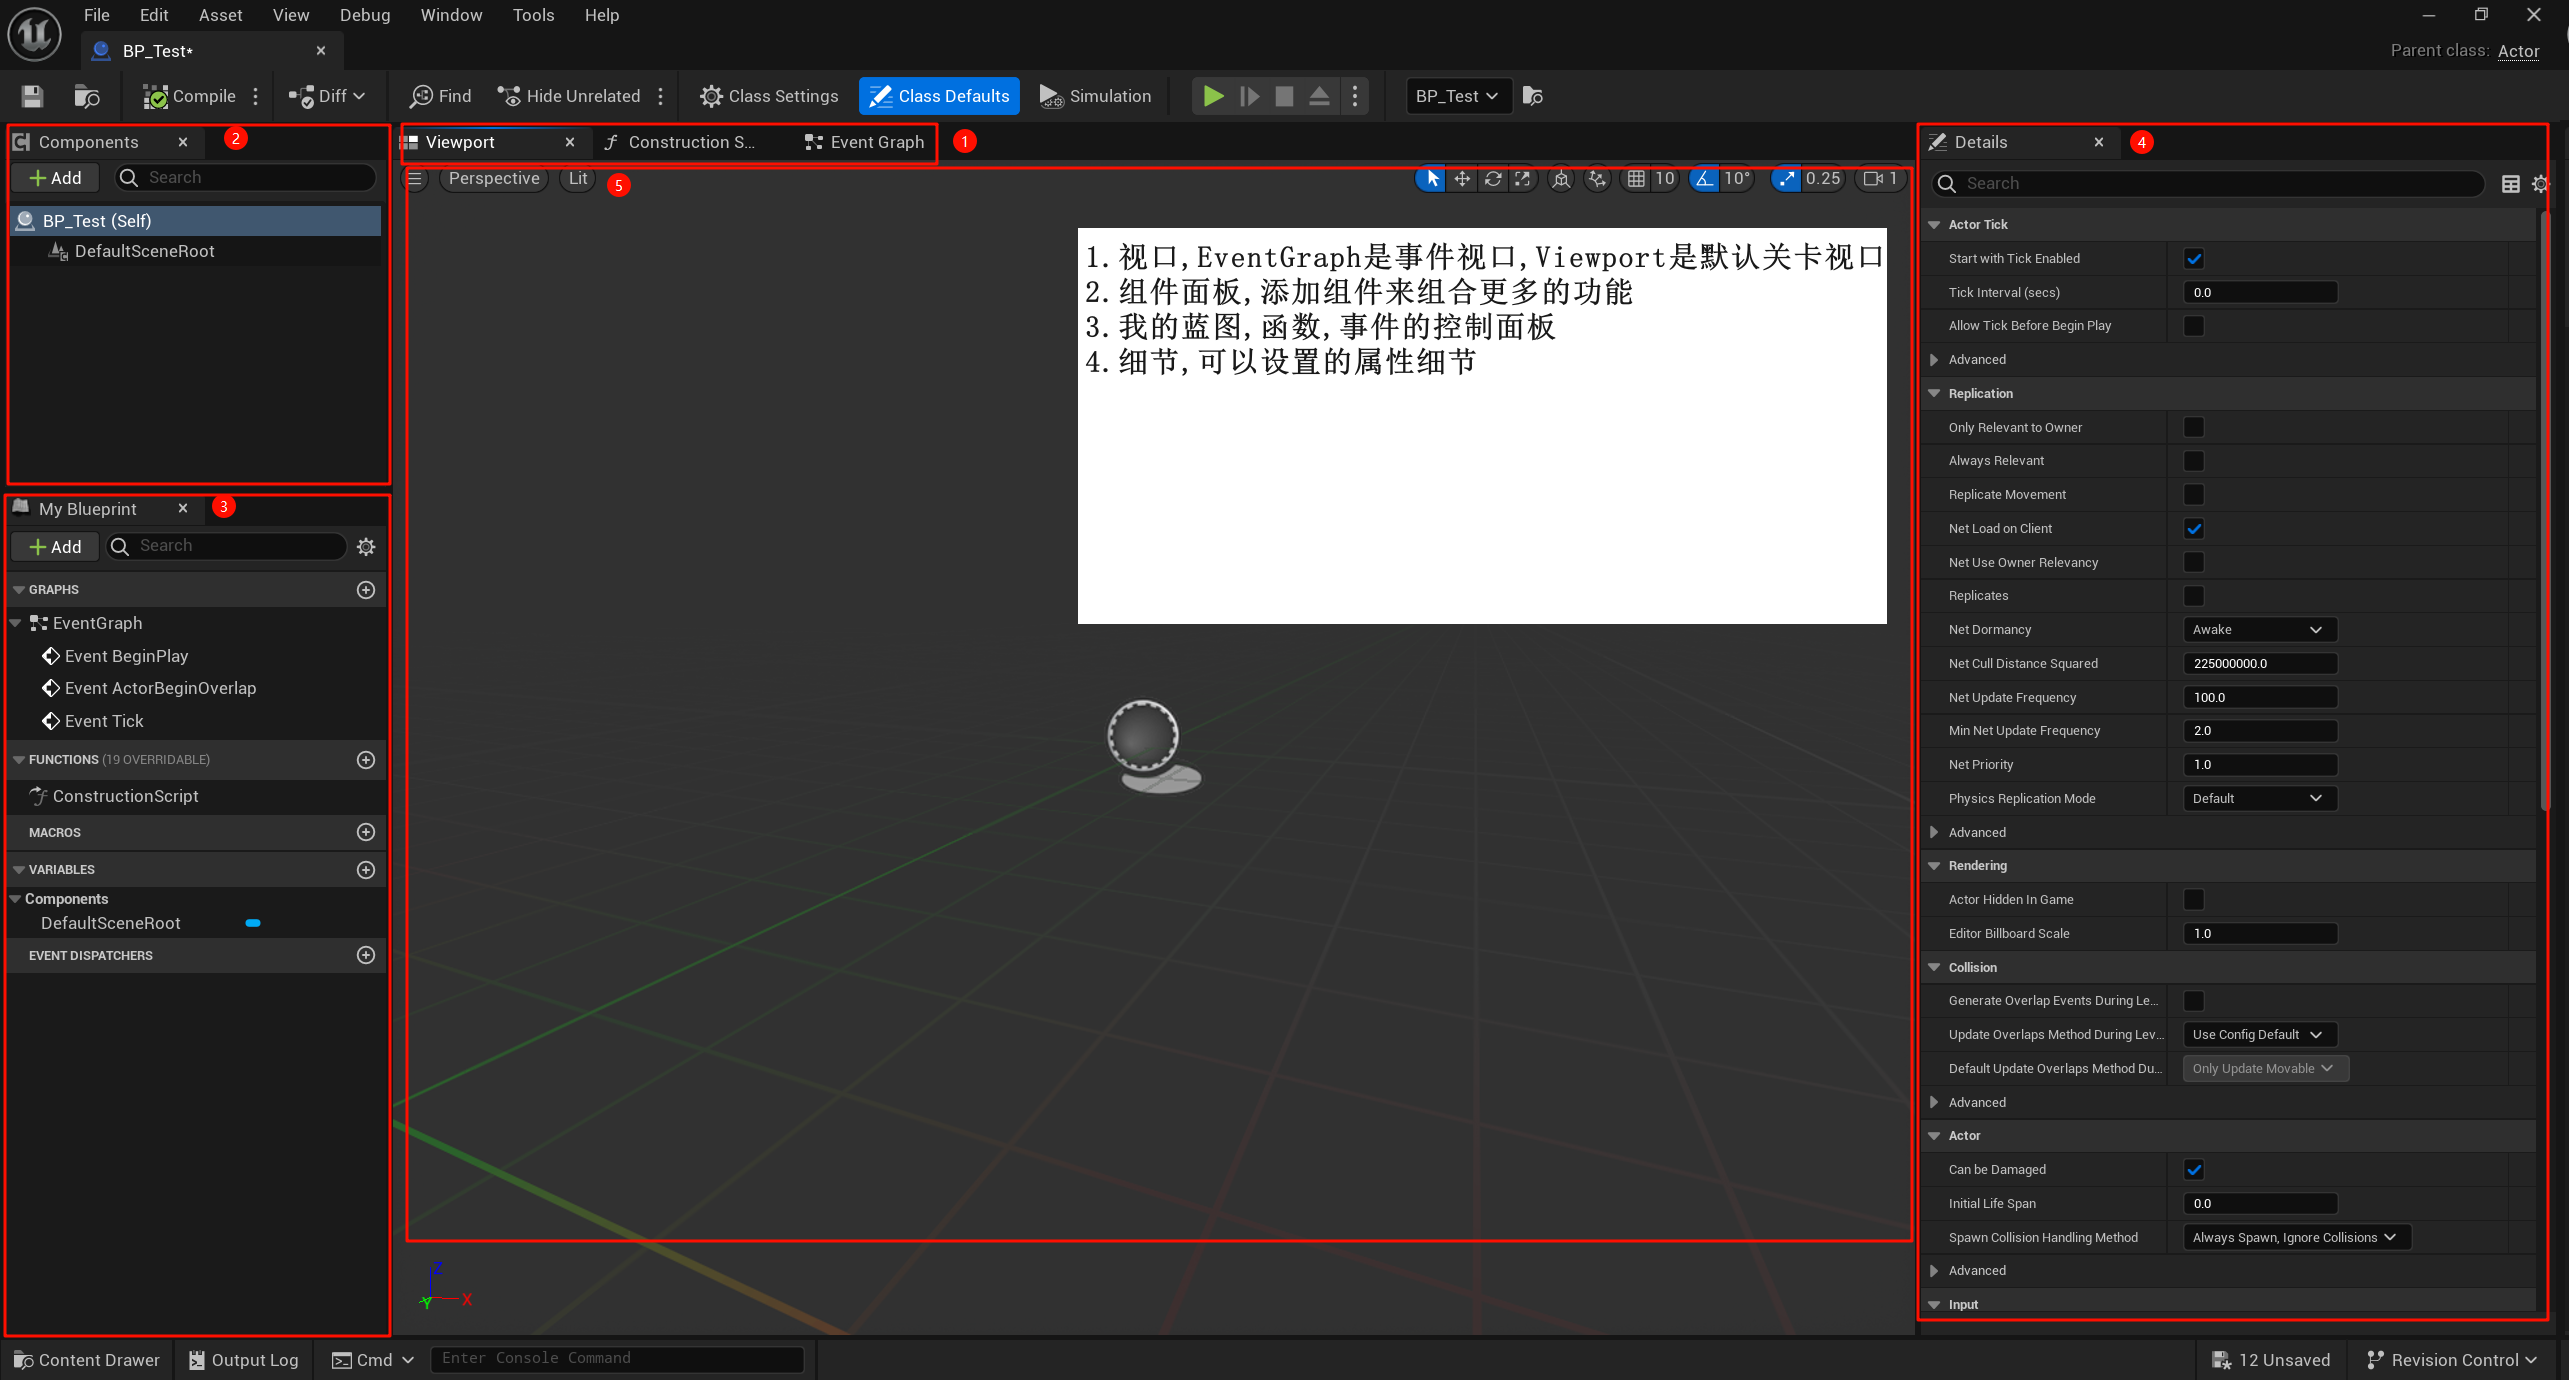 File Edit Asset View Debug Window Tools Help
BP_Test*
Parent class: Actor
Compile Diff Find Hide Unrelated Class Settings Class Defaults Simulation BP_Test
Components 2
Add Search
BP_Test (Self)
DefaultSceneRoot
My Blueprint 3
Add Search
GRAPHS
EventGraph
Event BeginPlay
Event ActorBeginOverlap
Event Tick
FUNCTIONS (19 OVERRIDABLE)
ConstructionScript
MACROS
VARIABLES
Components
DefaultSceneRoot
EVENT DISPATCHERS
Viewport Construction S... Event Graph 1
Perspective Lit 5 10 10° 0.25 1
1.视口,EventGraph是事件视口,Viewport是默认关卡视口
2.组件面板,添加组件来组合更多的功能
3.我的蓝图,函数,事件的控制面板
4.细节,可以设置的属性细节
Z
Y X
Details 4
Search
Actor Tick
Start with Tick Enabled
Tick Interval (secs) 0.0
Allow Tick Before Begin Play
Advanced
Replication
Only Relevant to Owner
Always Relevant
Replicate Movement
Net Load on Client
Net Use Owner Relevancy
Replicates
Net Dormancy Awake
Net Cull Distance Squared 225000000.0
Net Update Frequency 100.0
Min Net Update Frequency 2.0
Net Priority 1.0
Physics Replication Mode Default
Advanced
Rendering
Actor Hidden In Game
Editor Billboard Scale 1.0
Collision
Generate Overlap Events During Le...
Update Overlaps Method During Lev... Use Config Default
Default Update Overlaps Method Du... Only Update Movable
Advanced
Actor
Can be Damaged
Initial Life Span 0.0
Spawn Collision Handling Method Always Spawn, Ignore Collisions
Advanced
Input
Content Drawer Output Log Cmd Enter Console Command 12 Unsaved Revision Control